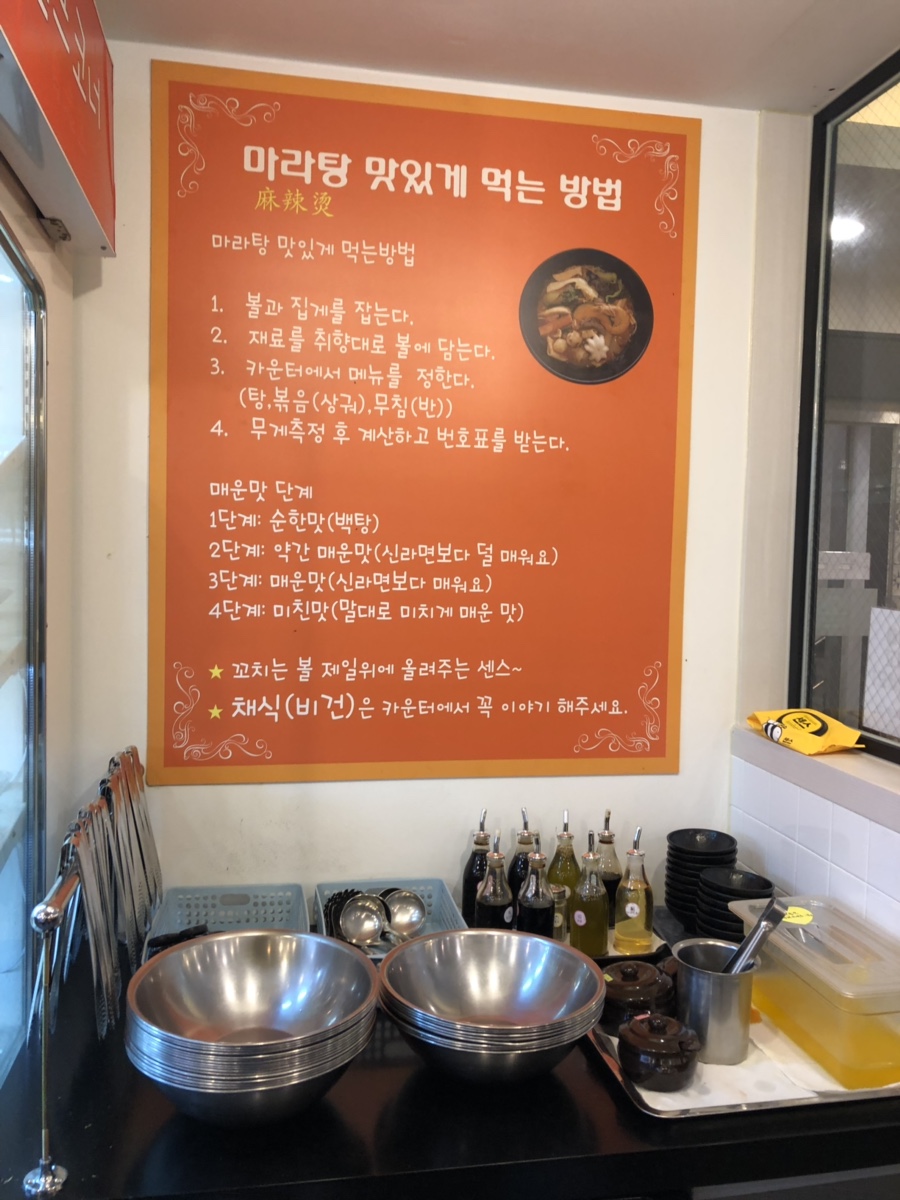 마라탕 맛있게 먹는 방법
麻辣烫
마라탕 맛있게 먹는방법
1. 볼과 집게를 잡는다.
2. 재료를 취향대로 볼에 담는다.
3. 카운터에서 메뉴를 정한다.
(탕,볶음(샹궈),무침(반))
4. 무게측정 후 계산하고 번호표를 받는다.
매운맛 단계
1단계: 순한맛(백탕)
2단계: 약간 매운맛(신라면보다 덜 매워요)
3단계: 매운맛(신라면보다 매워요)
4단계: 미친맛(말대로 미치게 매운 맛)
★ 꼬치는 볼 제일위에 올려주는 센스~
★ 채식(비건)은 카운터에서 꼭 이야기 해주세요.